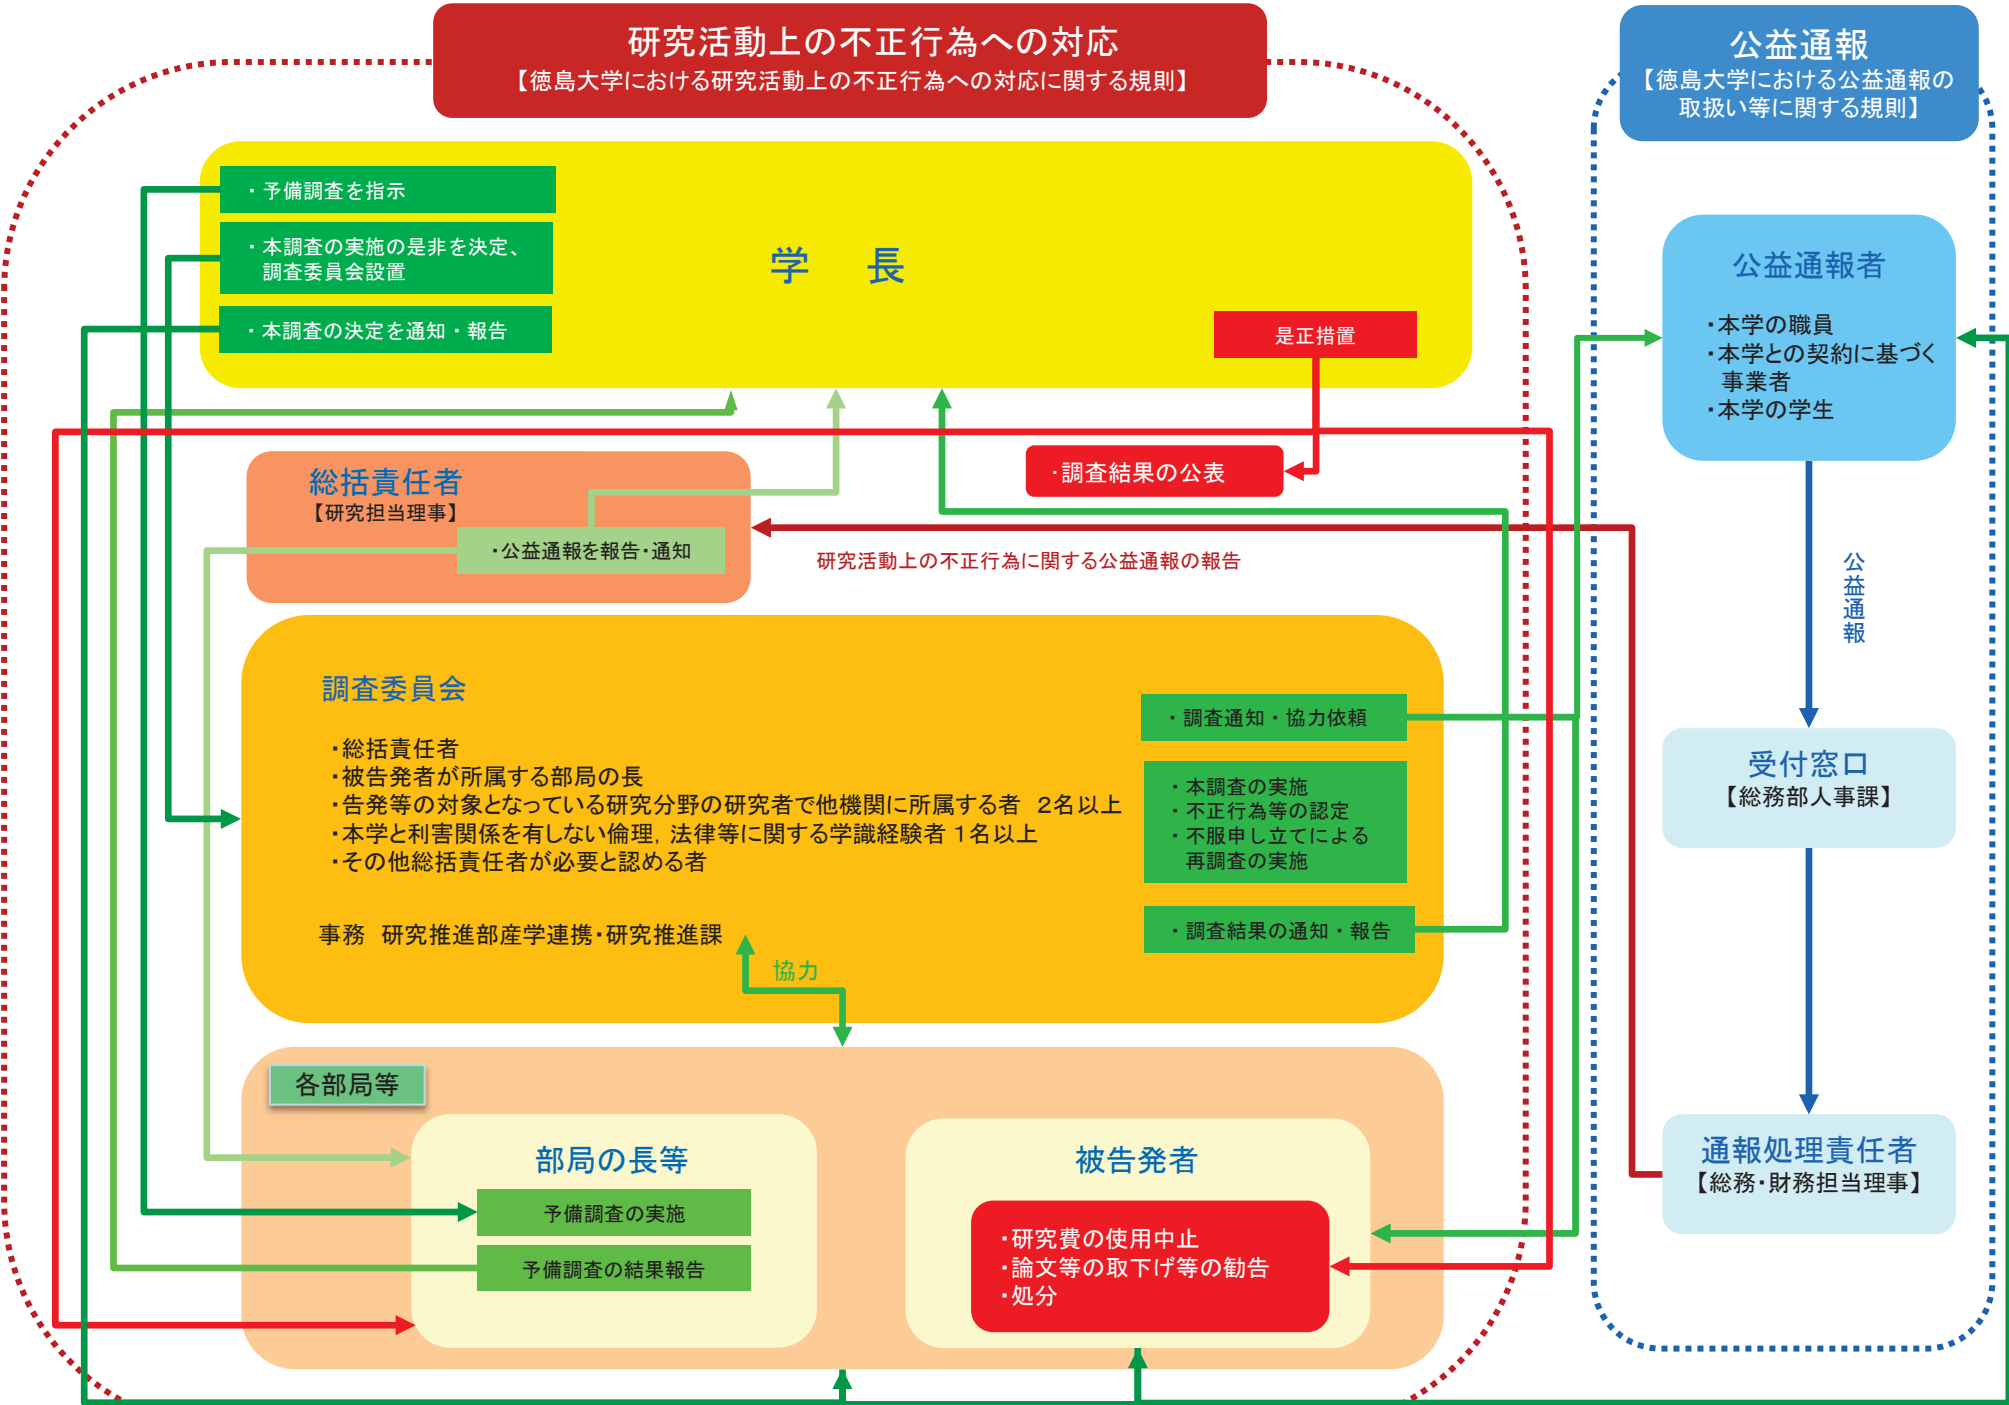 研究活動上の不正行為への対応
【徳島大学における研究活動上の不正行為への対応に関する規則】
公益通報
【徳島大学における公益通報の
取扱い等に関する規則】
・予備調査を指示
・本調査の実施の是非を決定、
調査委員会設置
・本調査の決定を通知・報告
学　長
是正措置
・調査結果の公表
総括責任者
【研究担当理事】
・公益通報を報告・通知
研究活動上の不正行為に関する公益通報の報告
調査委員会
・総括責任者
・被告発者が所属する部局の長
・告発等の対象となっている研究分野の研究者で他機関に所属する者　2名以上
・本学と利害関係を有しない倫理，法律等に関する学識経験者 1名以上
・その他総括責任者が必要と認める者
事務　研究推進部産学連携・研究推進課
協力
・調査通知・協力依頼
・本調査の実施
・不正行為等の認定
・不服申し立てによる
再調査の実施
・調査結果の通知・報告
各部局等
部局の長等
予備調査の実施
予備調査の結果報告
被告発者
・研究費の使用中止
・論文等の取下げ等の勧告
・処分
公益通報者
・本学の職員
・本学との契約に基づく
事業者
・本学の学生
公益通報
受付窓口
【総務部人事課】
通報処理責任者
【総務・財務担当理事】